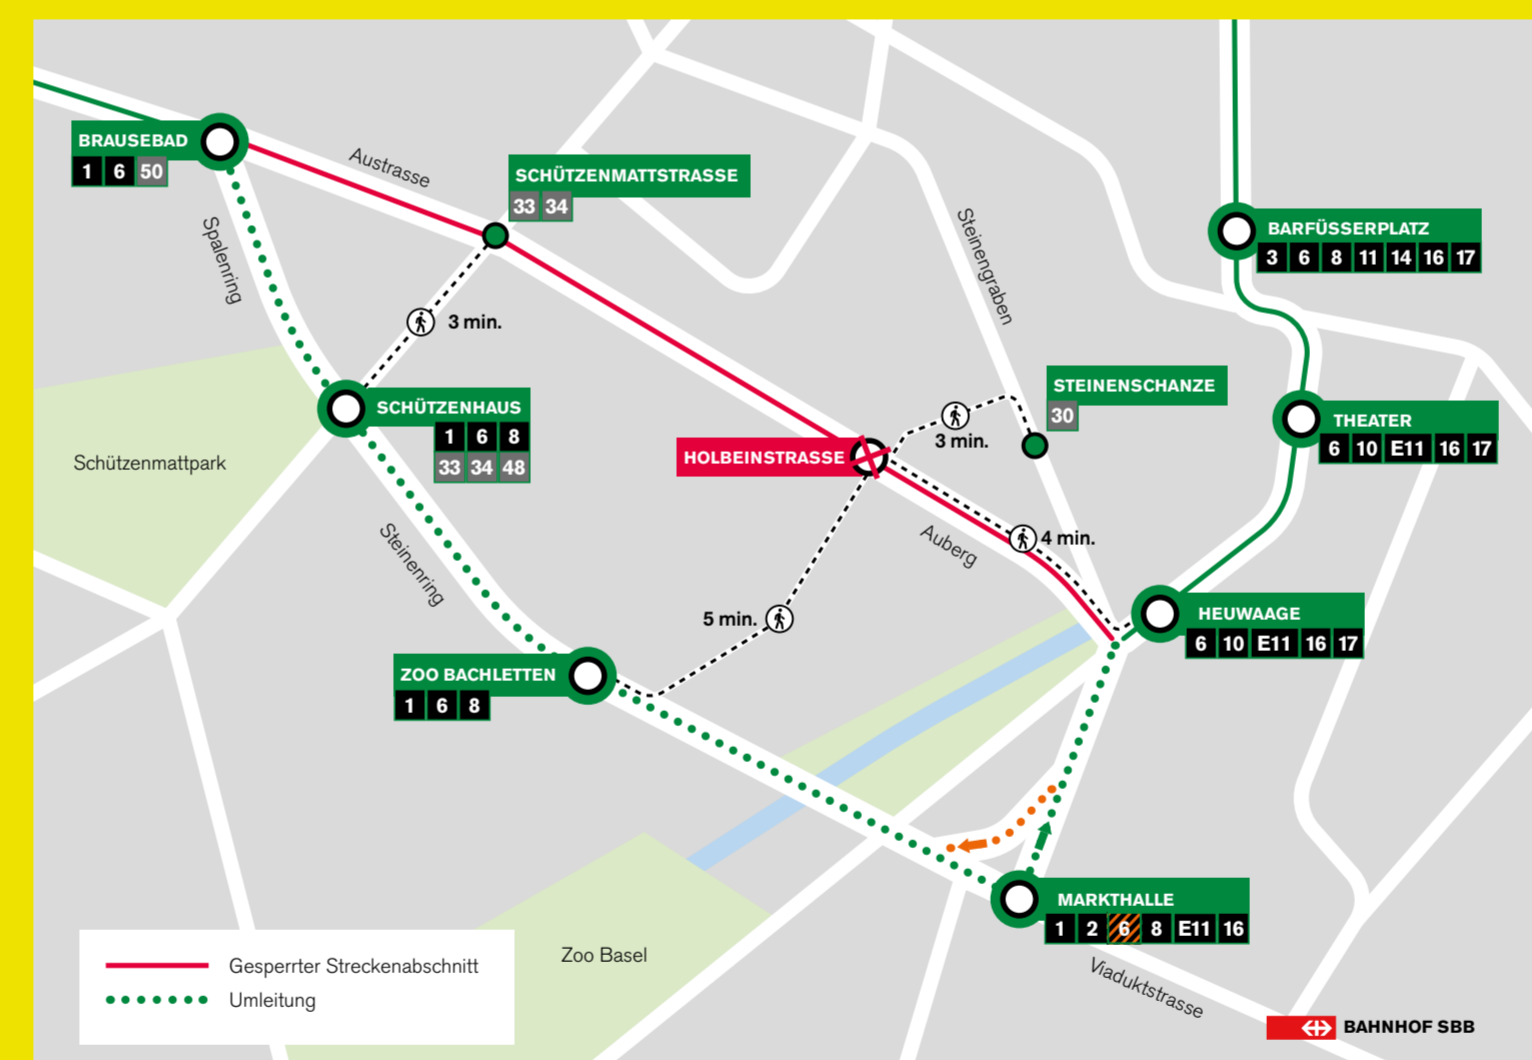 BRAUSEBAD
1 6 50
Austrasse
SCHÜTZENMATTSTRASSE
33 34
Spalenring
Steinengraben
BARFÜSSERPLATZ
3 6 8 11 14 16 17
3 min.
SCHÜTZENHAUS
1 6 8
33 34 48
STEINENSCHANZE
30
3 min.
THEATER
6 10 E11 16 17
Schützenmattpark
HOLBEINSTRASSE
Auberg
4 min.
Steinenring
5 min.
HEUWAAGE
6 10 E11 16 17
ZOO BACHLETTEN
1 6 8
MARKTHALLE
1 2 6 8 E11 16
Zoo Basel
Viaduktstrasse
Gesperrter Streckenabschnitt
Umleitung
BAHNHOF SBB